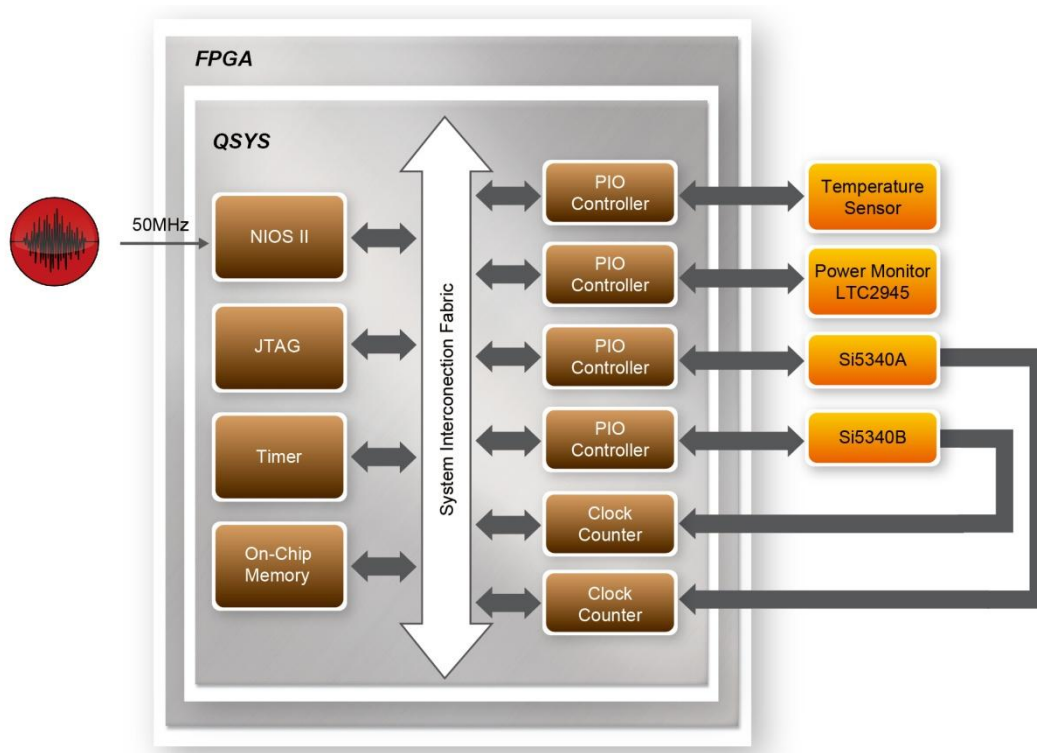 FPGA
QSYS
50MHz
NIOS II
JTAG
Timer
On-Chip
Memory
System Interconnection Fabric
PIO
Controller
PIO
Controller
PIO
Controller
PIO
Controller
Clock
Counter
Clock
Counter
Temperature
Sensor
Power Monitor
LTC2945
Si5340A
Si5340B